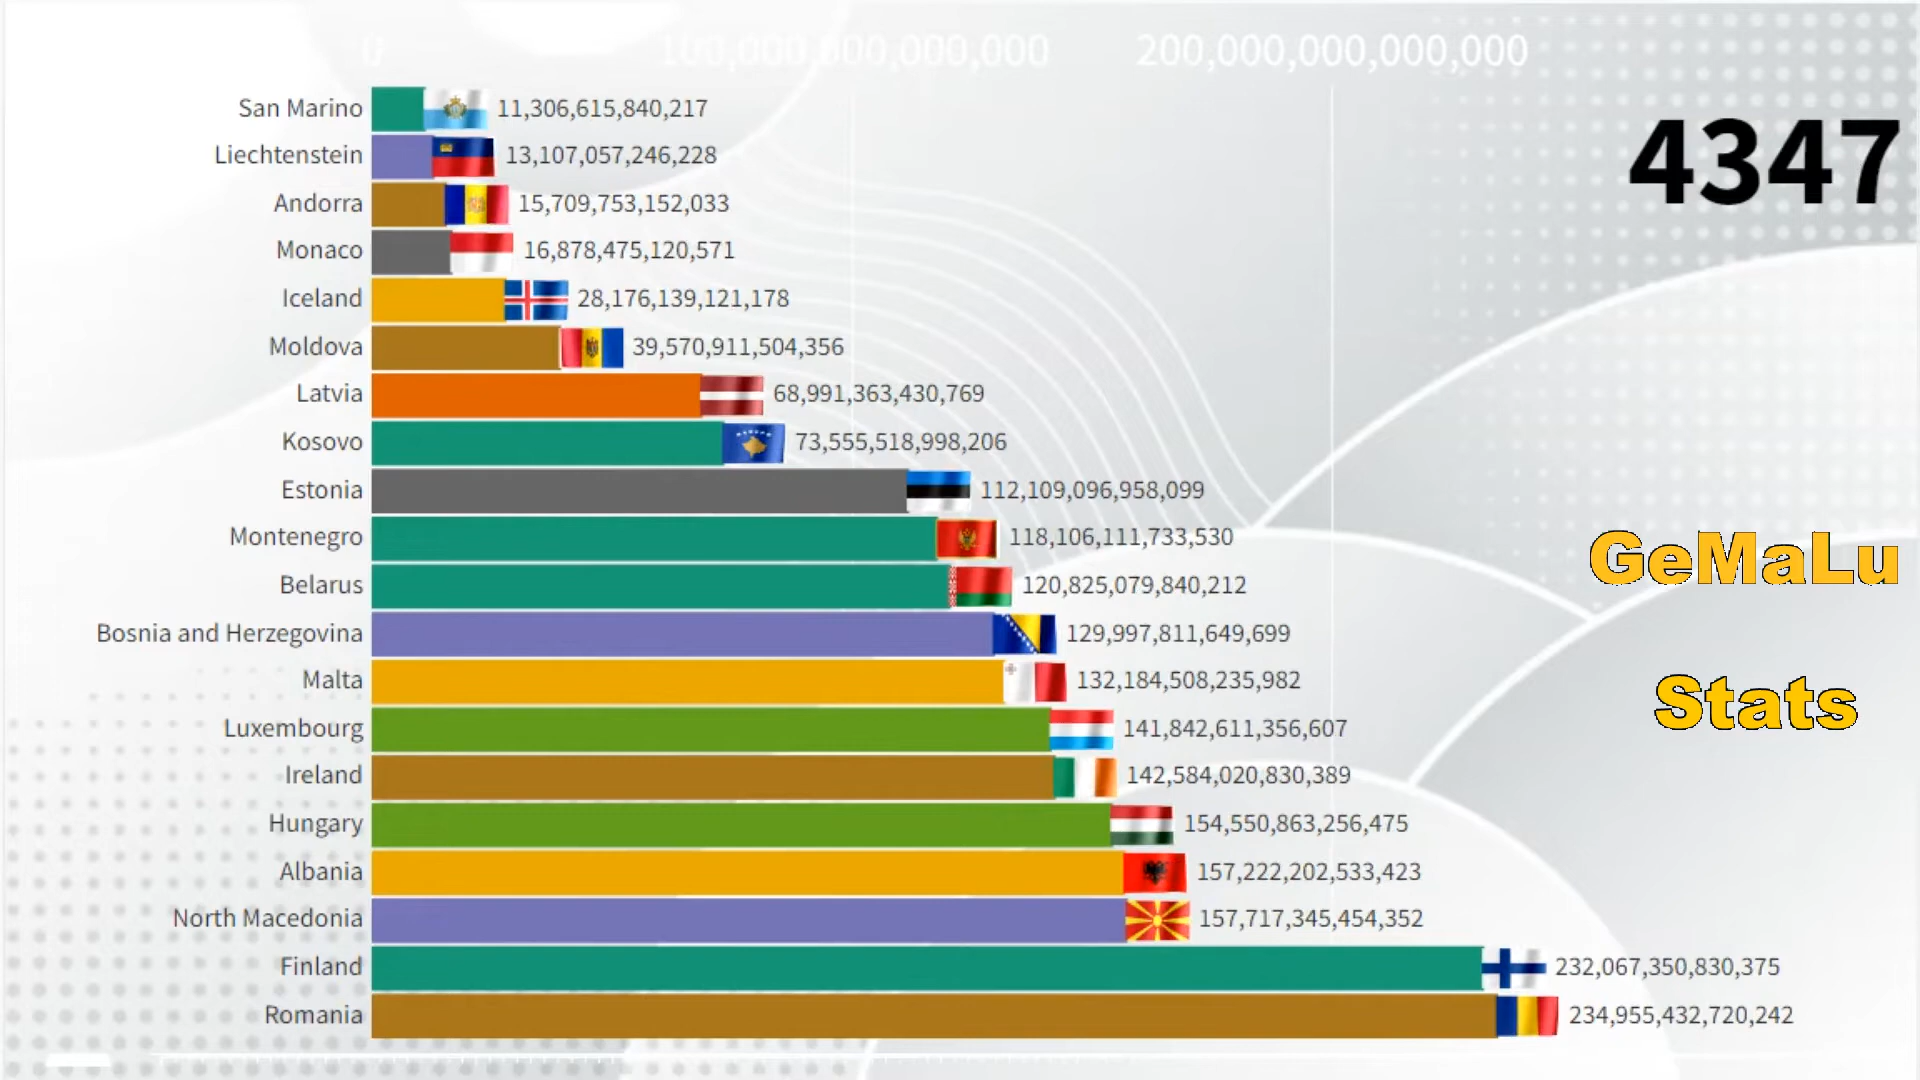 0 100,000,000,000,000 200,000,000,000,000
San Marino 11,306,615,840,217
4347
Liechtenstein 13,107,057,246,228
Andorra 15,709,753,152,033
Monaco 16,878,475,120,571
Iceland 28,176,139,121,178
Moldova 39,570,911,504,356
Latvia 68,991,363,430,769
Kosovo 73,555,518,998,206
Estonia 112,109,096,958,099
Montenegro 118,106,111,733,530
GeMaLu
Belarus 120,825,079,840,212
Bosnia and Herzegovina 129,997,811,649,699
Malta 132,184,508,235,982
Stats
Luxembourg 141,842,611,356,607
Ireland 142,584,020,830,389
Hungary 154,550,863,256,475
Albania 157,222,202,533,423
North Macedonia 157,717,345,454,352
Finland 232,067,350,830,375
Romania 234,955,432,720,242